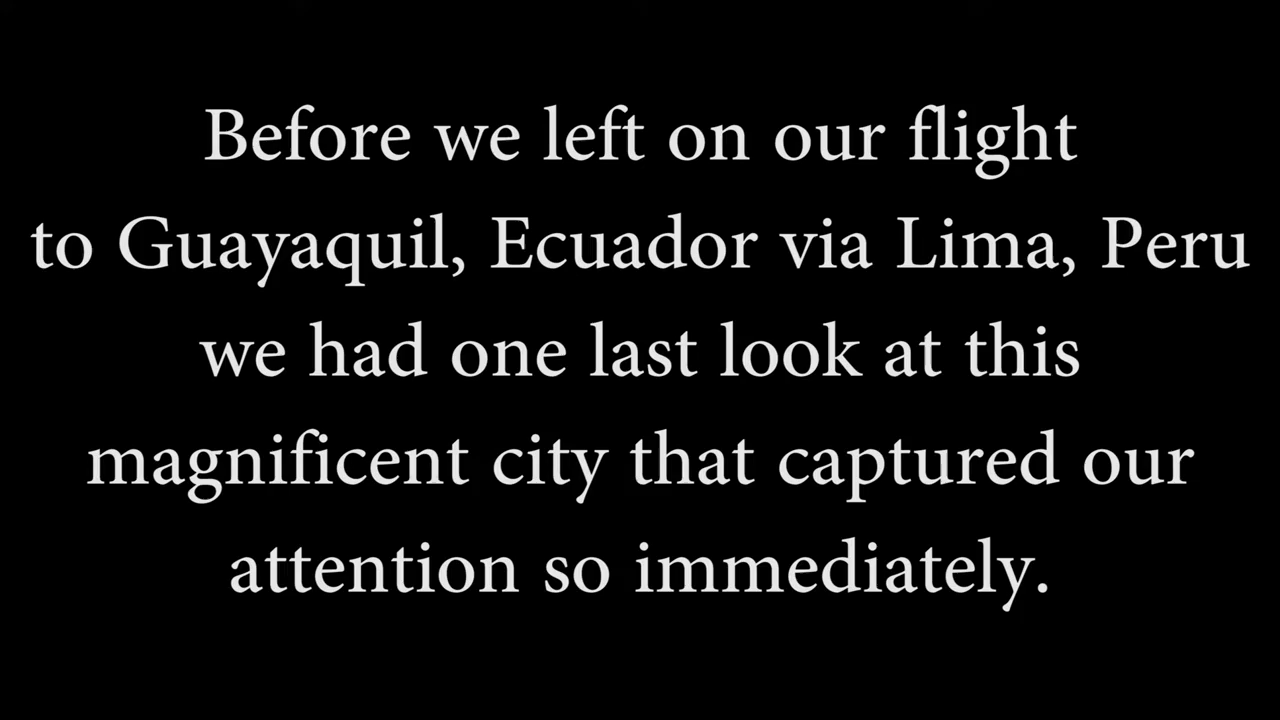 Before we left on our flight
to Guayaquil, Ecuador via Lima, Peru
we had one last look at this
magnificent city that captured our
attention so immediately.